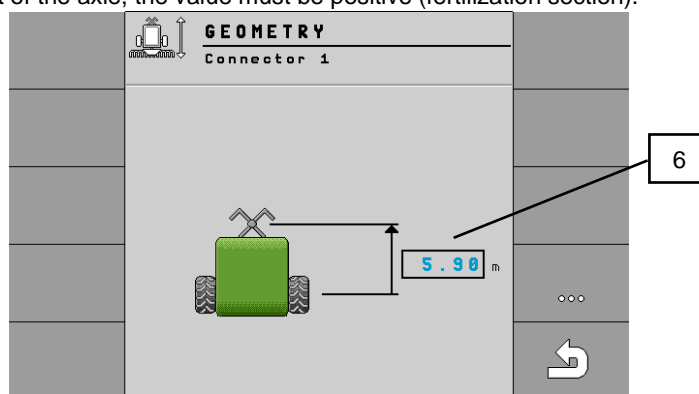 of the axle, the value must be positive (fertilization section).
GEOMETRY
Connector 1
6
5.90 m